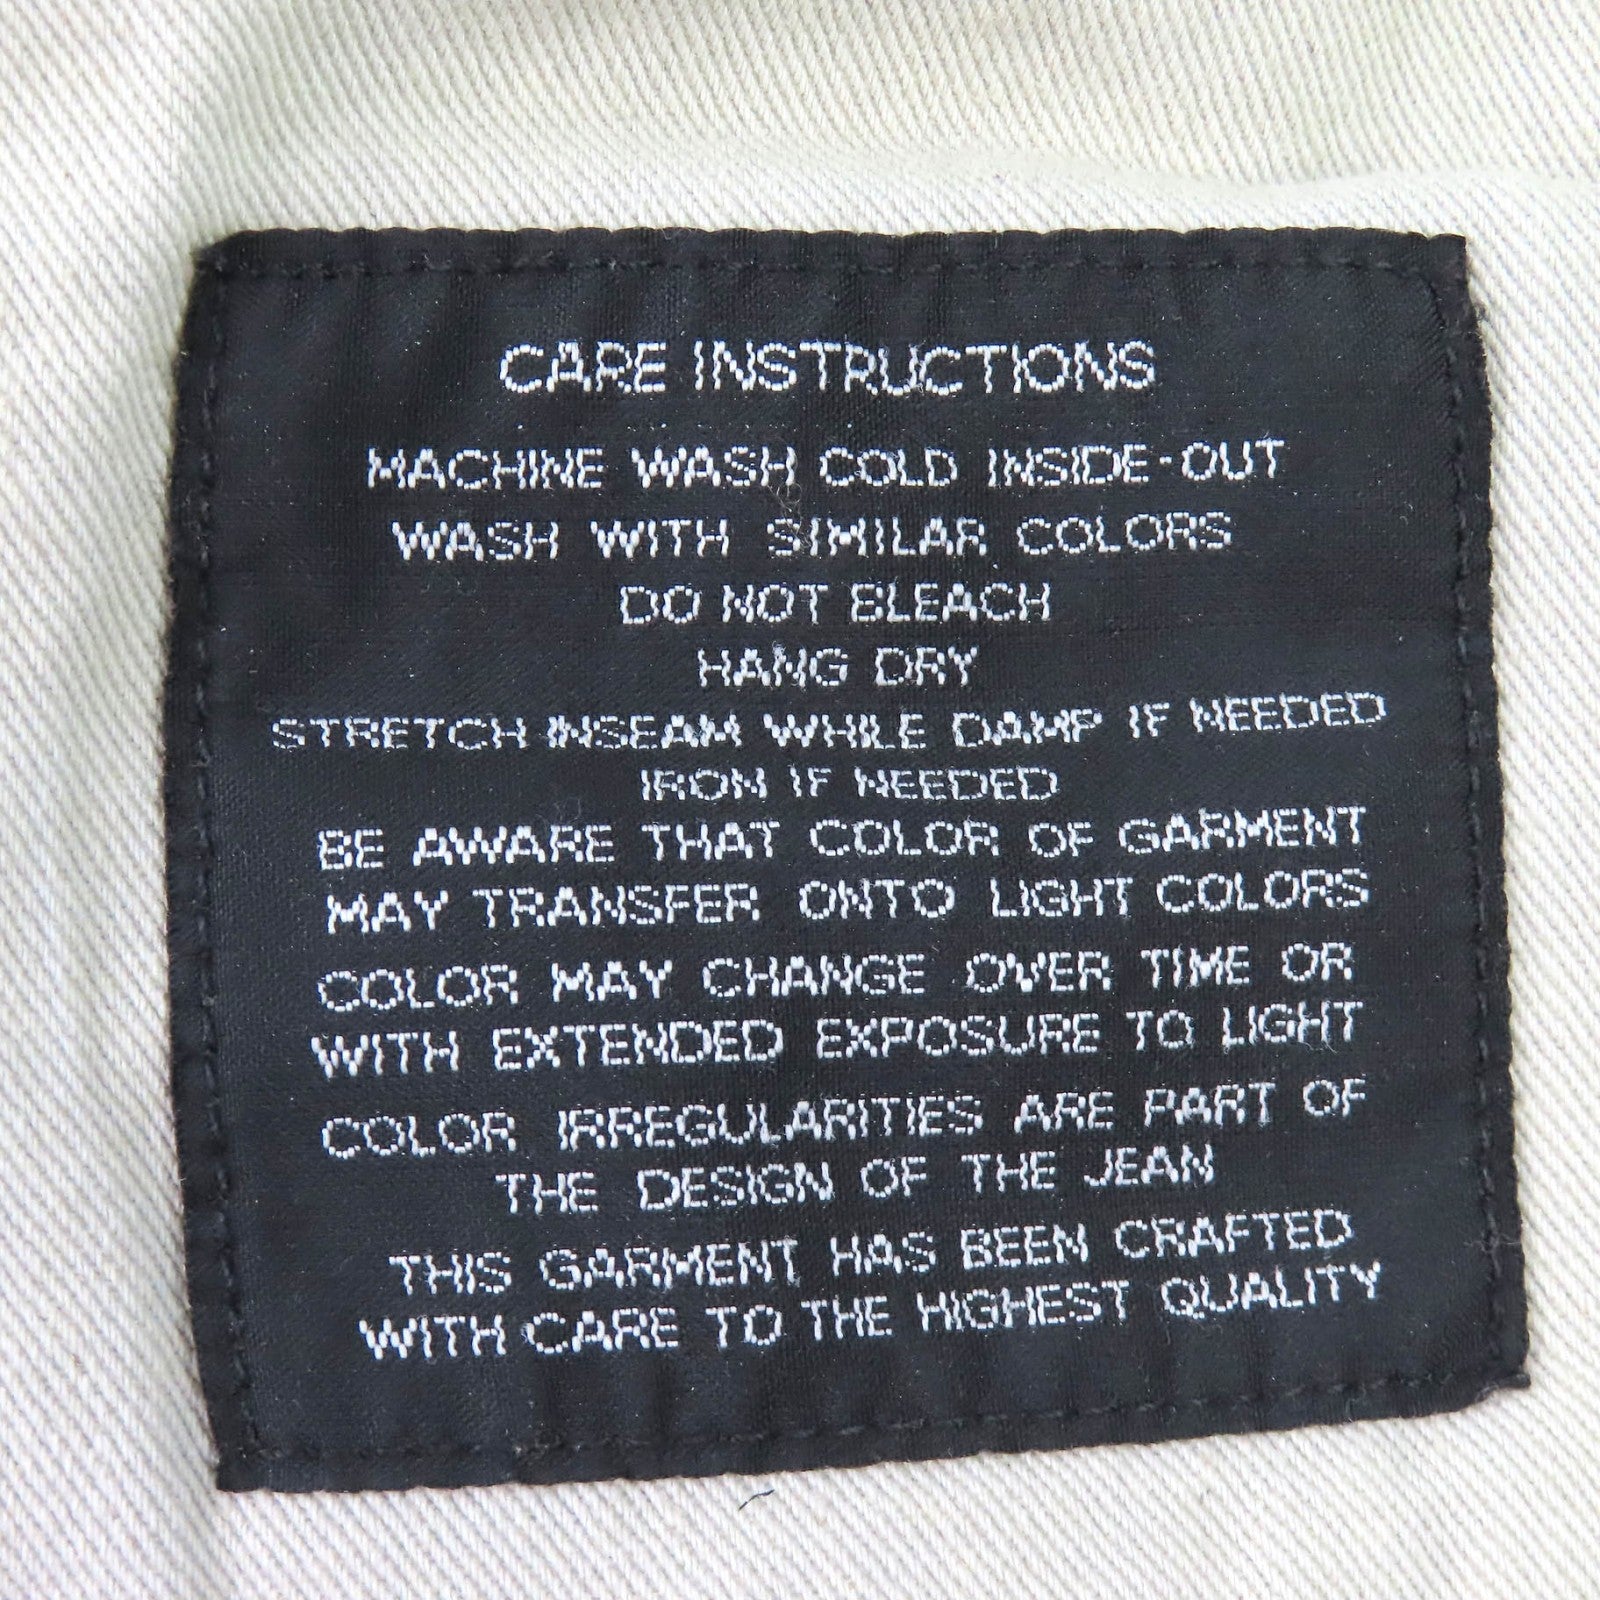 CARE INSTRUCTIONS
MACHINE WASH COLD INSIDE-OUT
WASH WITH SIMILAR COLORS
DO NOT BLEACH
HANG DRY
STRETCH INSEAM WHILE DAMP IF NEEDED
IRON IF NEEDED
BE AWARE THAT COLOR OF GARMENT
MAY TRANSFER ONTO LIGHT COLORS
COLOR MAY CHANGE OVER TIME OR
WITH EXTENDED EXPOSURE TO LIGHT
COLOR IRREGULARITIES ARE PART OF
THE DESIGN OF THE JEAN
THIS GARMENT HAS BEEN CRAFTED
WITH CARE TO THE HIGHEST QUALITY